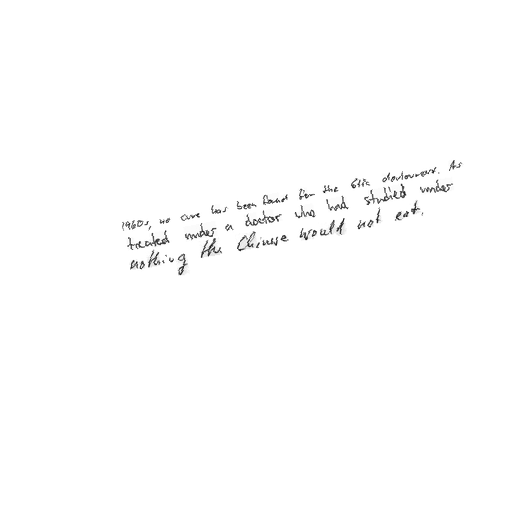 1960s, no cure has been found for the tic douloureux. As
treated under a doctor who had studied under
nothing the Chinese would not eat.